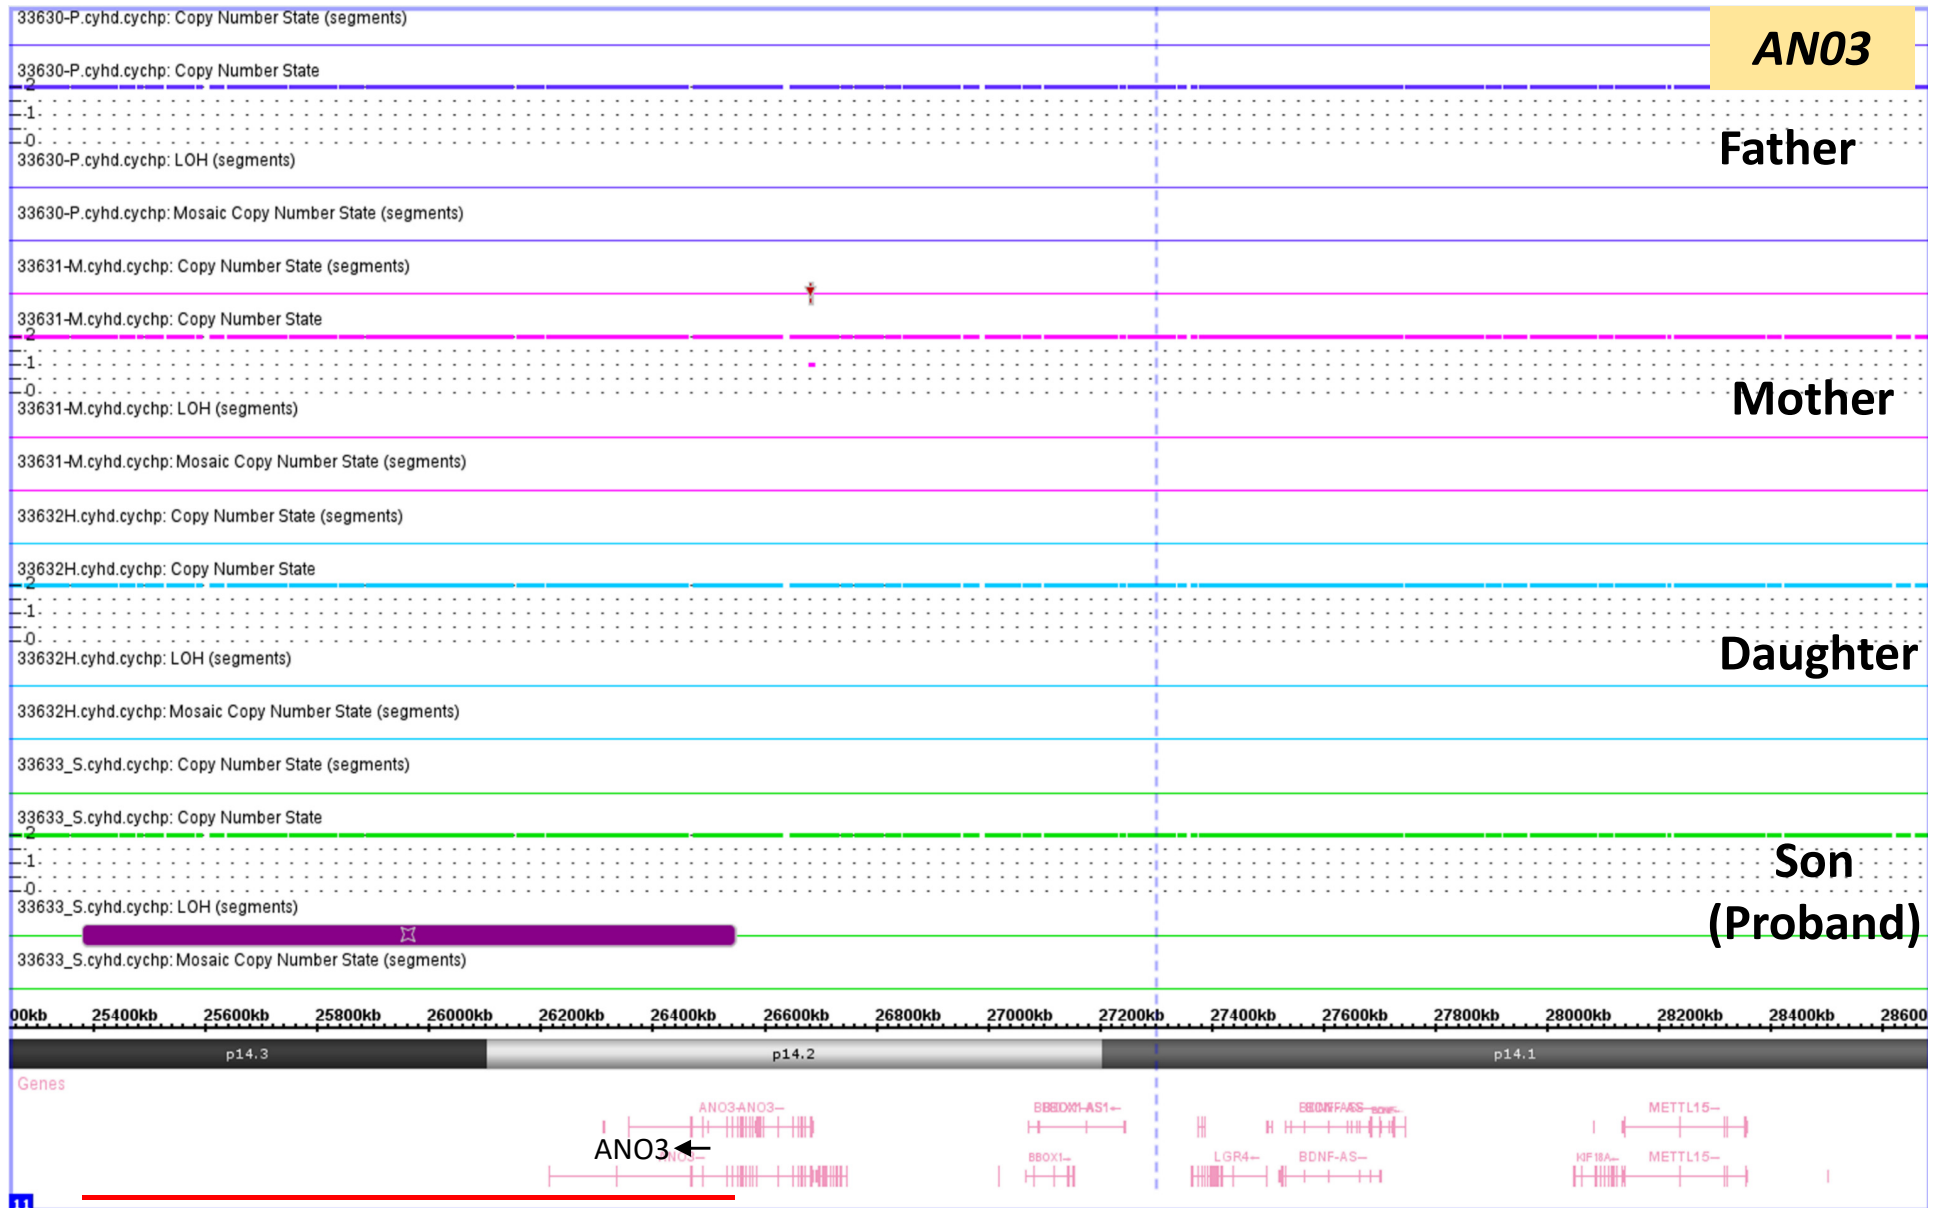 33630-P.cyhd.cychp: Copy Number State (segments)
AN03
33630-P.cyhd.cychp: Copy Number State
2
1
0
Father
33630-P.cyhd.cychp: LOH (segments)
33630-P.cyhd.cychp: Mosaic Copy Number State (segments)
33631-M.cyhd.cychp: Copy Number State (segments)
33631-M.cyhd.cychp: Copy Number State
2
1
0
Mother
33631-M.cyhd.cychp: LOH (segments)
33631-M.cyhd.cychp: Mosaic Copy Number State (segments)
33632H.cyhd.cychp: Copy Number State (segments)
33632H.cyhd.cychp: Copy Number State
2
1
0
Daughter
33632H.cyhd.cychp: LOH (segments)
33632H.cyhd.cychp: Mosaic Copy Number State (segments)
33633_S.cyhd.cychp: Copy Number State (segments)
33633_S.cyhd.cychp: Copy Number State
2
1
0
Son
(Proband)
33633_S.cyhd.cychp: LOH (segments)
33633_S.cyhd.cychp: Mosaic Copy Number State (segments)
00kb 25400kb 25600kb 25800kb 26000kb 26200kb 26400kb 26600kb 26800kb 27000kb 27200kb 27400kb 27600kb 27800kb 28000kb 28200kb 28400kb 28600
p14.3 p14.2 p14.1
Genes
ANO3 ANO3 METTL15
ANO3
ANO3 BBOX1 LGR4 BDNF-AS KIF18A METTL15
11